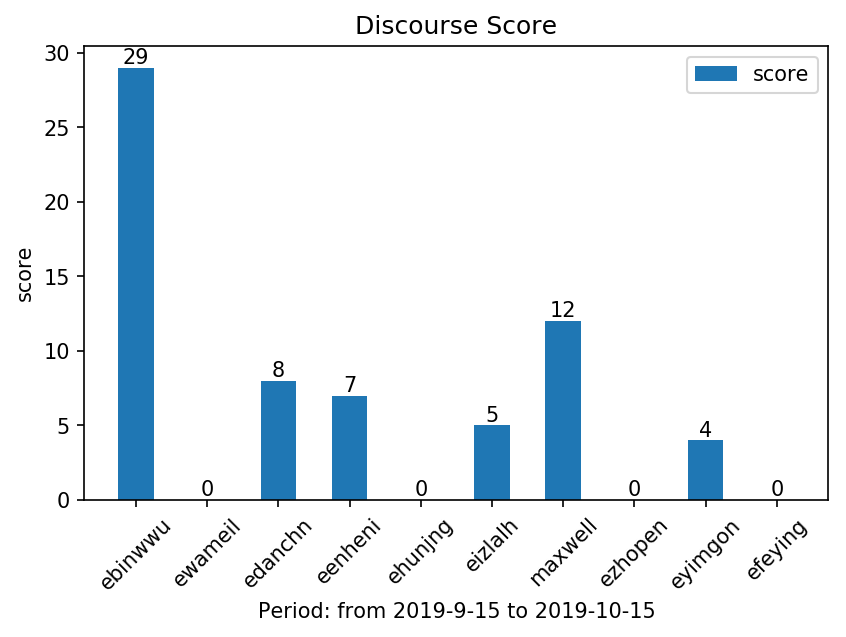 Discourse Score
score
30
25
20
15
10
5
0
score
29
0
8
7
0
5
12
0
4
0
ebinwwu
ewameil
edanchn
eenheni
ehunjng
eizlalh
maxwell
ezhopen
eyimgon
efeying
Period: from 2019-9-15 to 2019-10-15